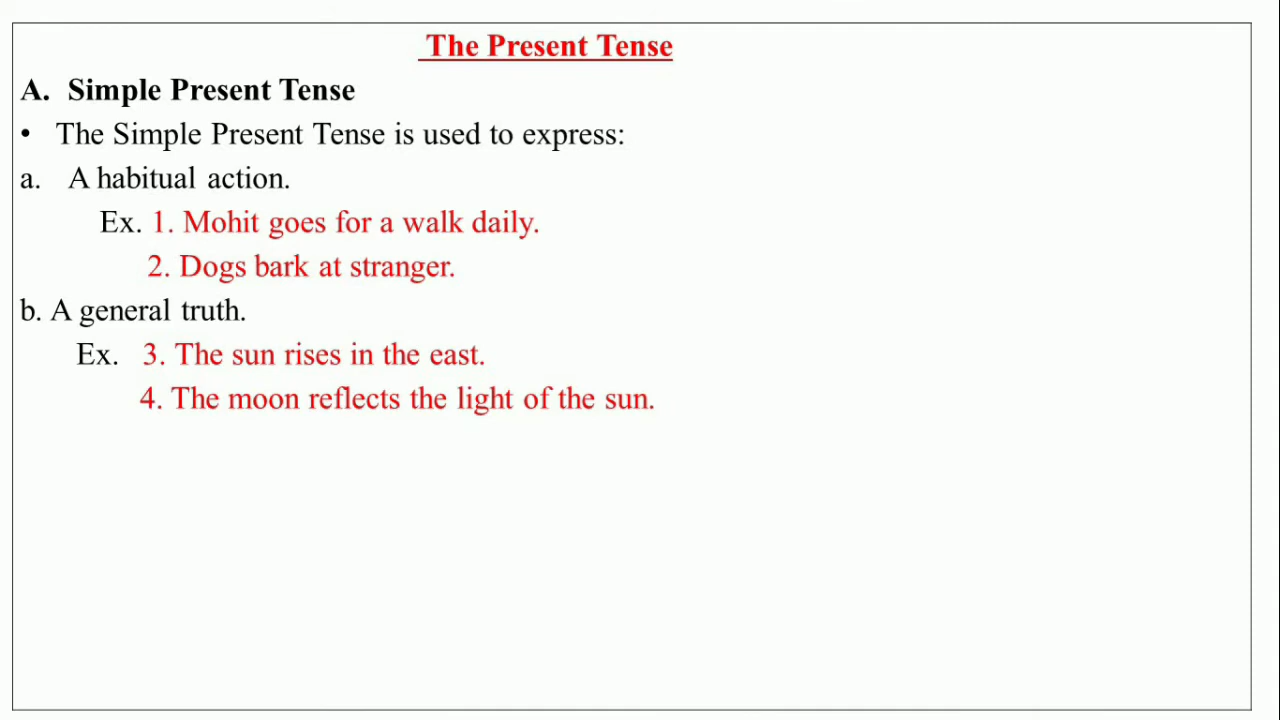 The Present Tense
A. Simple Present Tense
• The Simple Present Tense is used to express:
a. A habitual action.
Ex. 1. Mohit goes for a walk daily.
2. Dogs bark at stranger.
b. A general truth.
Ex. 3. The sun rises in the east.
4. The moon reflects the light of the sun.